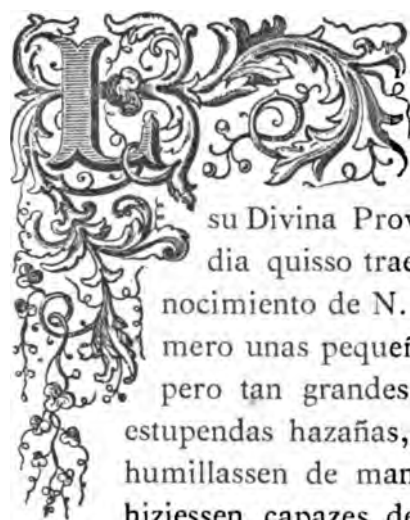 L
su Divina Prov
dia quisso trae
nocimiento de N.
mero unas pequeñ
pero tan grandes
estupendas hazañas,
humillassen de man
hiziessen capazes de